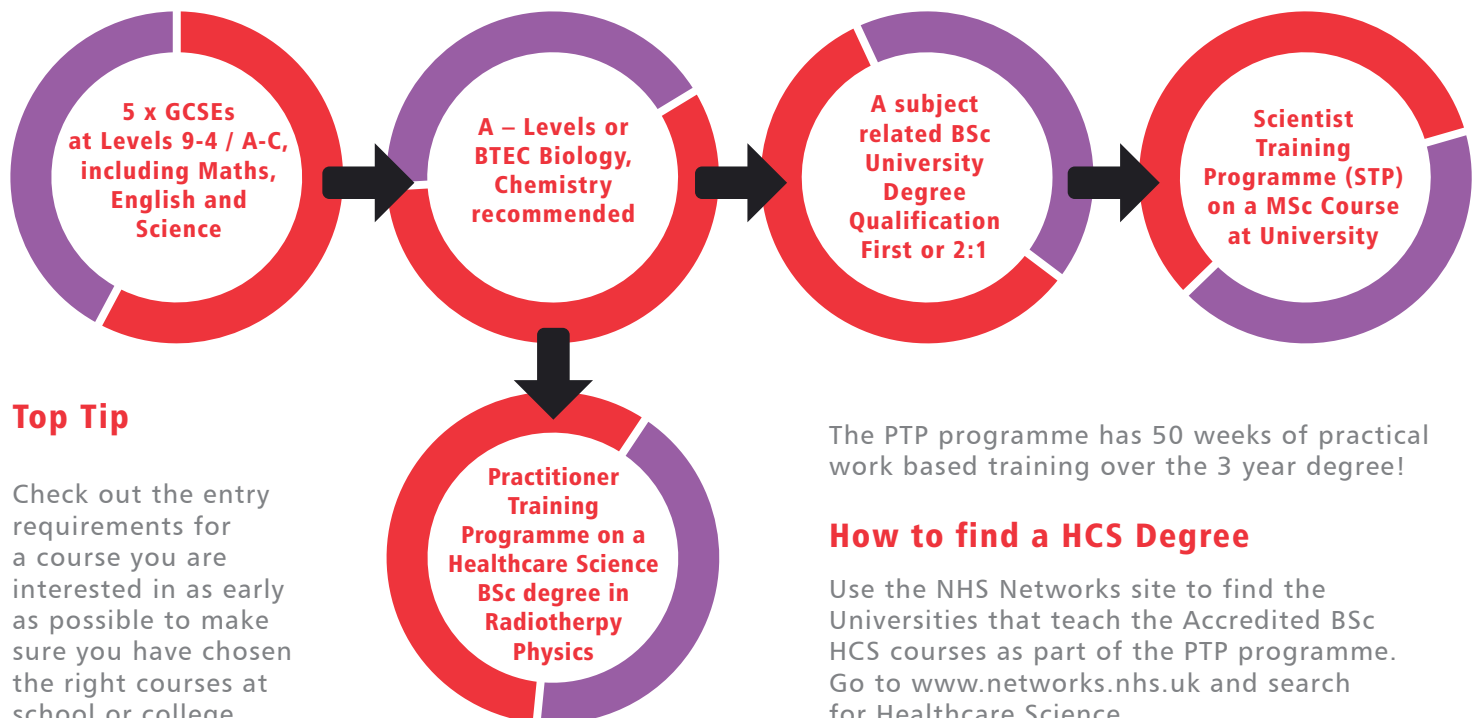 5 x GCSEs
at Levels 9-4 / A-C,
including Maths,
English and
Science
A – Levels or
BTEC Biology,
Chemistry
recommended
A subject
related BSc
University
Degree
Qualification
First or 2:1
Scientist
Training
Programme (STP)
on a MSc Course
at University
Practitioner
Training
Programme on a
Healthcare Science
BSc degree in
Radiotherpy
Physics
Top Tip
Check out the entry
requirements for
a course you are
interested in as early
as possible to make
sure you have chosen
the right courses at
school or college
The PTP programme has 50 weeks of practical
work based training over the 3 year degree!
How to find a HCS Degree
Use the NHS Networks site to find the
Universities that teach the Accredited BSc
HCS courses as part of the PTP programme.
Go to www.networks.nhs.uk and search
for Healthcare Science